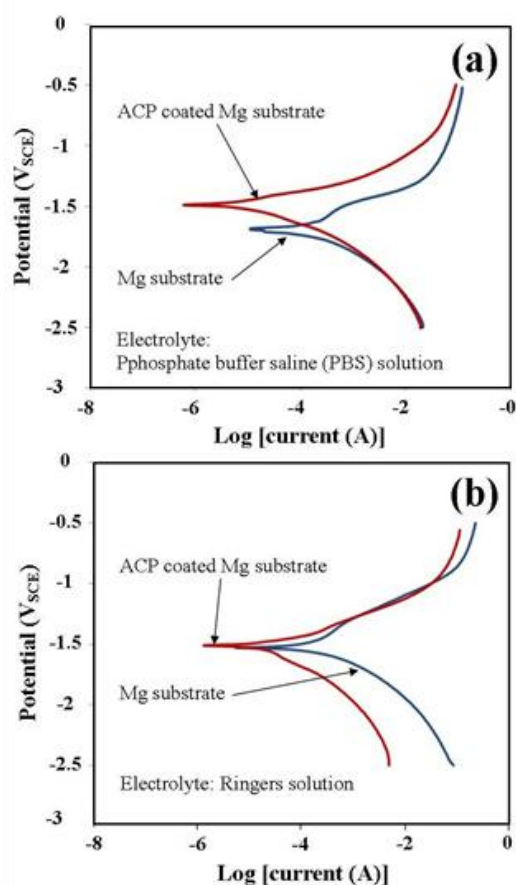 (a)
0
-0.5
-1
-1.5
-2
-2.5
-3
Potential (VSCE)
ACP coated Mg substrate
Mg substrate
Electrolyte:
Pphosphate buffer saline (PBS) solution
-8 -6 -4 -2 -0
Log [current (A)]
(b)
0
-0.5
-1
-1.5
-2
-2.5
-3
Potential (VSCE)
ACP coated Mg substrate
Mg substrate
Electrolyte: Ringers solution
-8 -6 -4 -2 0
Log [current (A)]